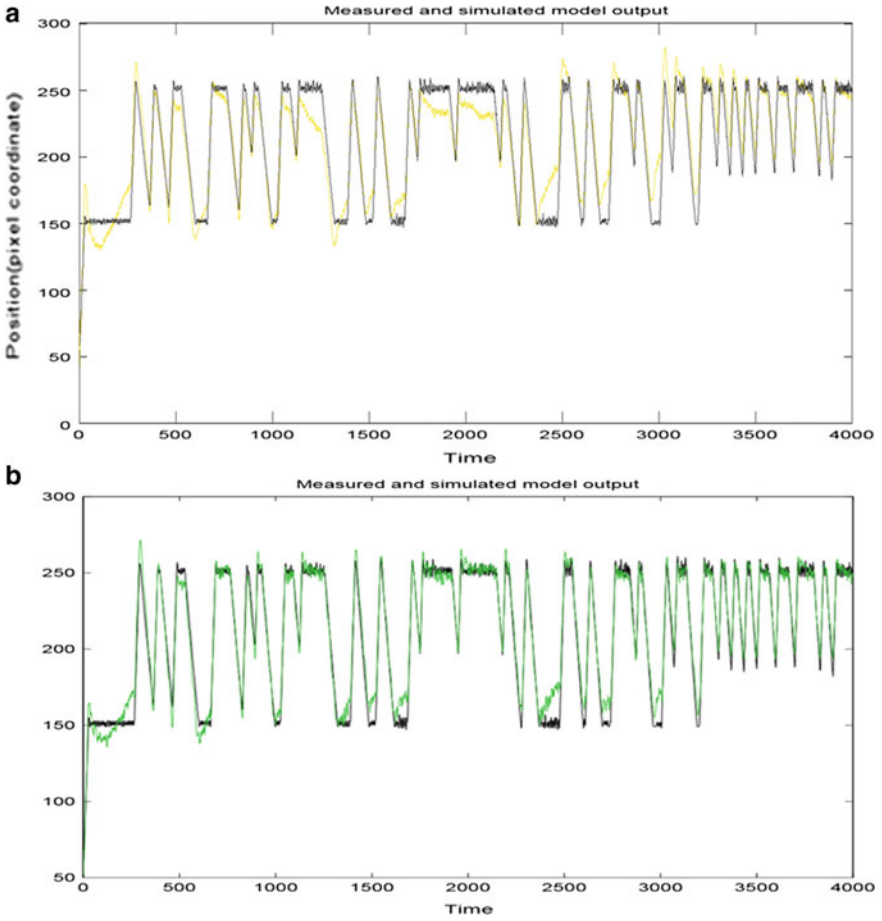 a
Measured and simulated model output
Position(pixel coordinate)
300
250
200
150
100
50
0
0 500 1000 1500 2000 2500 3000 3500 4000
Time
b
Measured and simulated model output
300
250
200
150
100
50
0 500 1000 1500 2000 2500 3000 3500 4000
Time